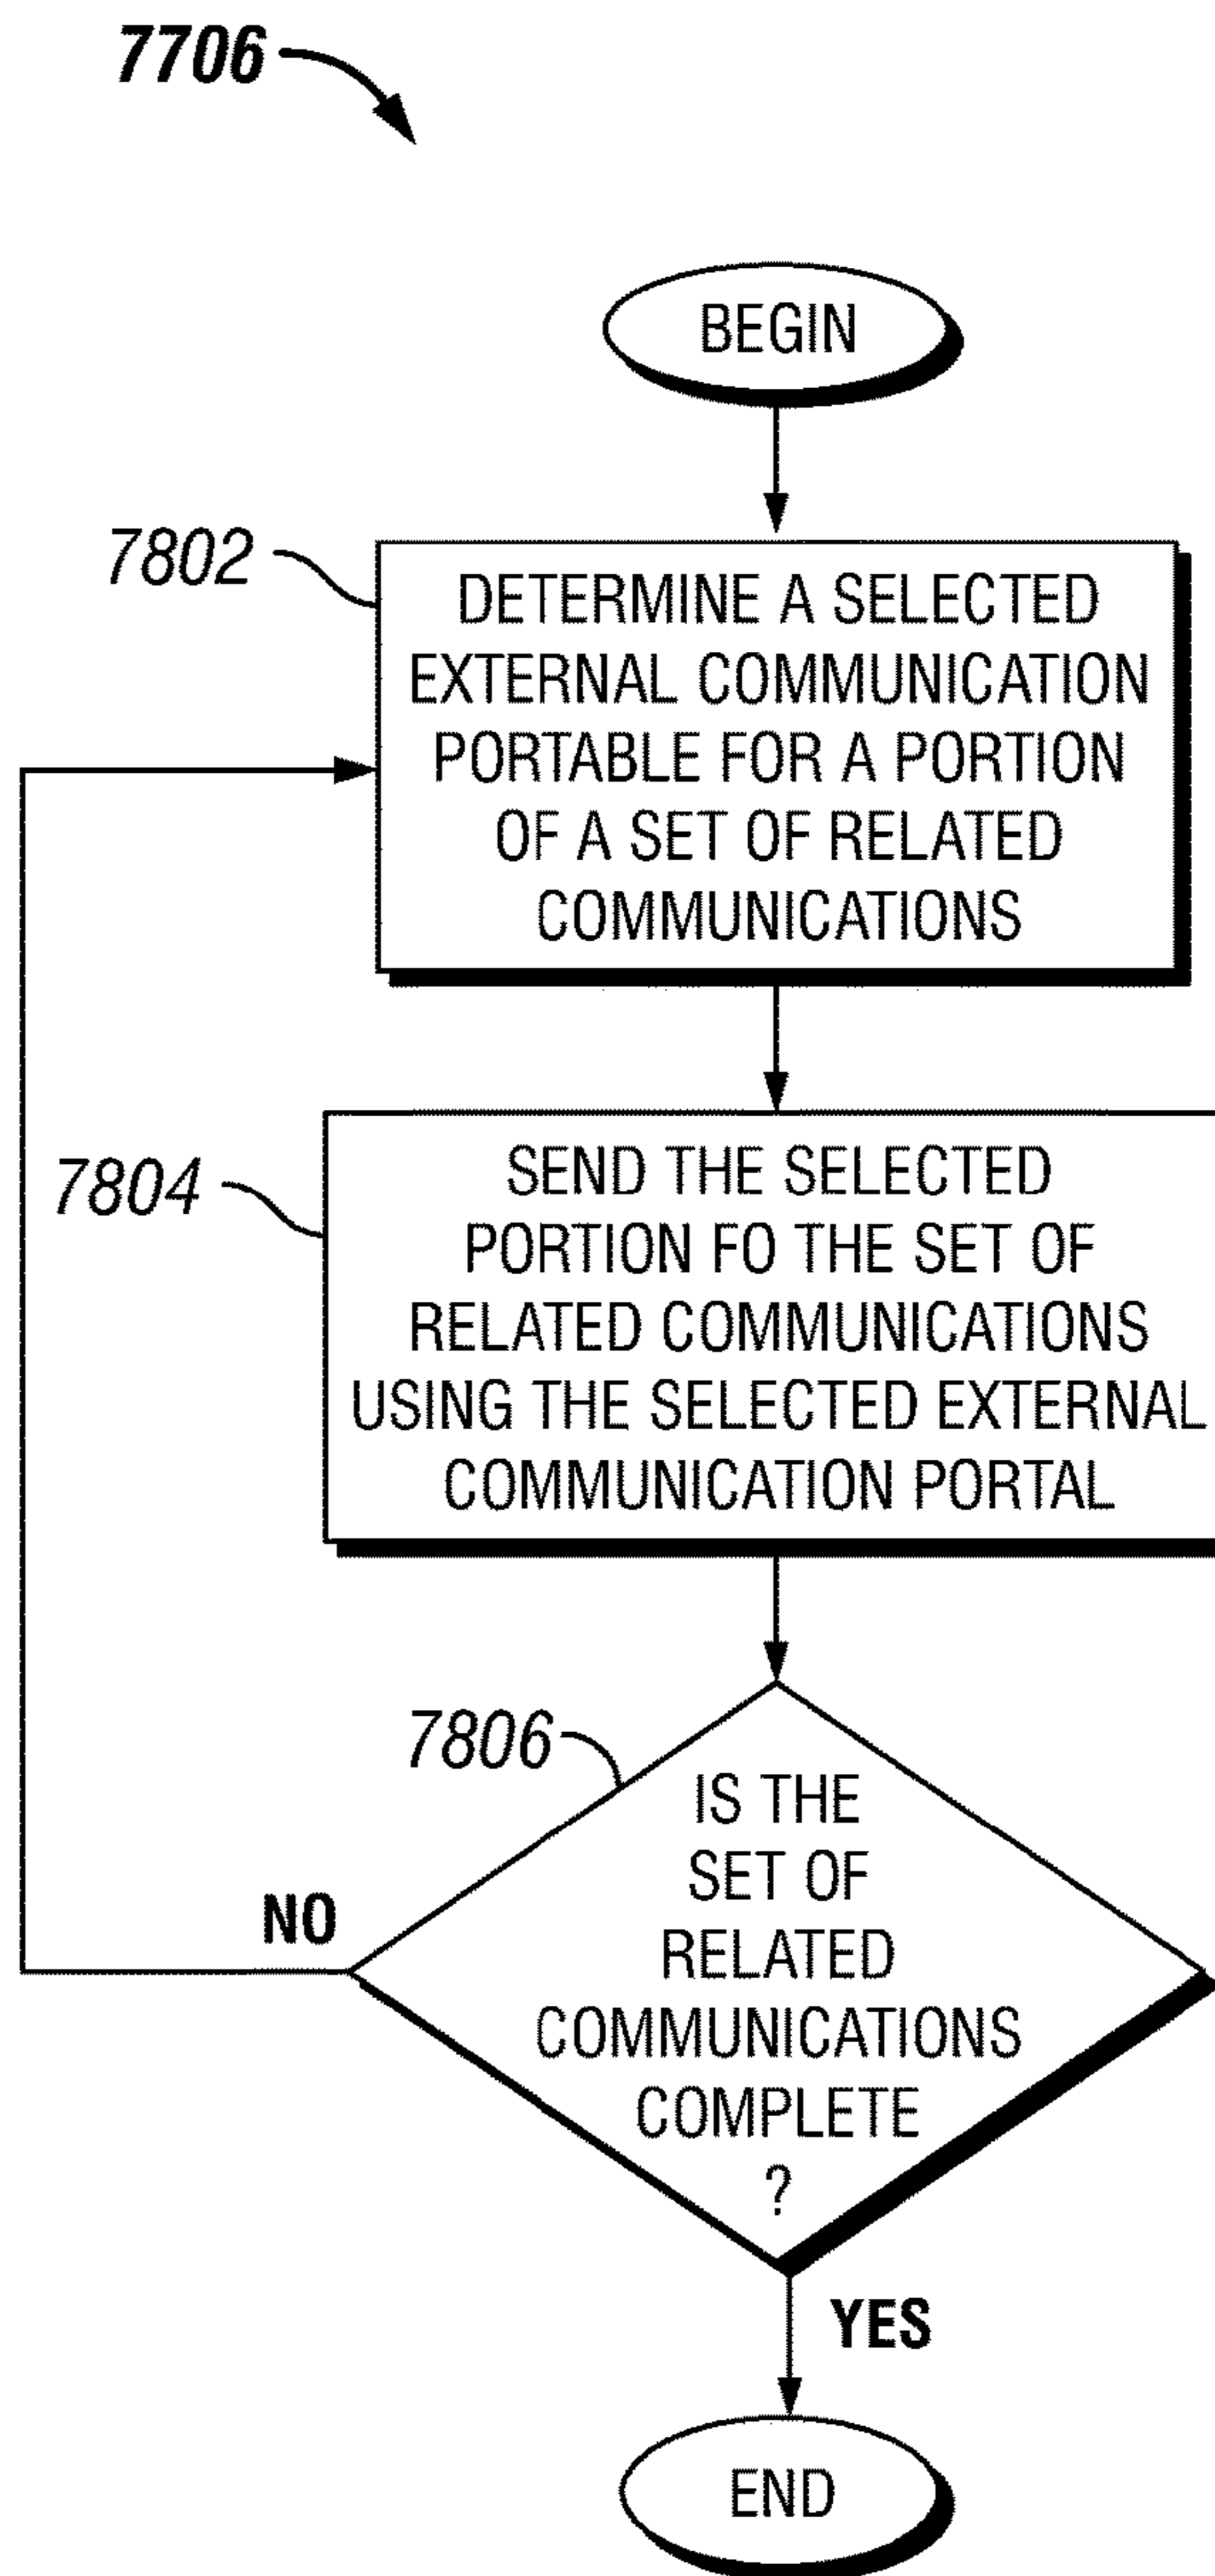 7706
BEGIN
7802
DETERMINE A SELECTED
EXTERNAL COMMUNICATION
PORTABLE FOR A PORTION
OF A SET OF RELATED
COMMUNICATIONS
7804
SEND THE SELECTED
PORTION FO THE SET OF
RELATED COMMUNICATIONS
USING THE SELECTED EXTERNAL
COMMUNICATION PORTAL
7806
IS THE
SET OF
RELATED
COMMUNICATIONS
COMPLETE
?
NO
YES
END